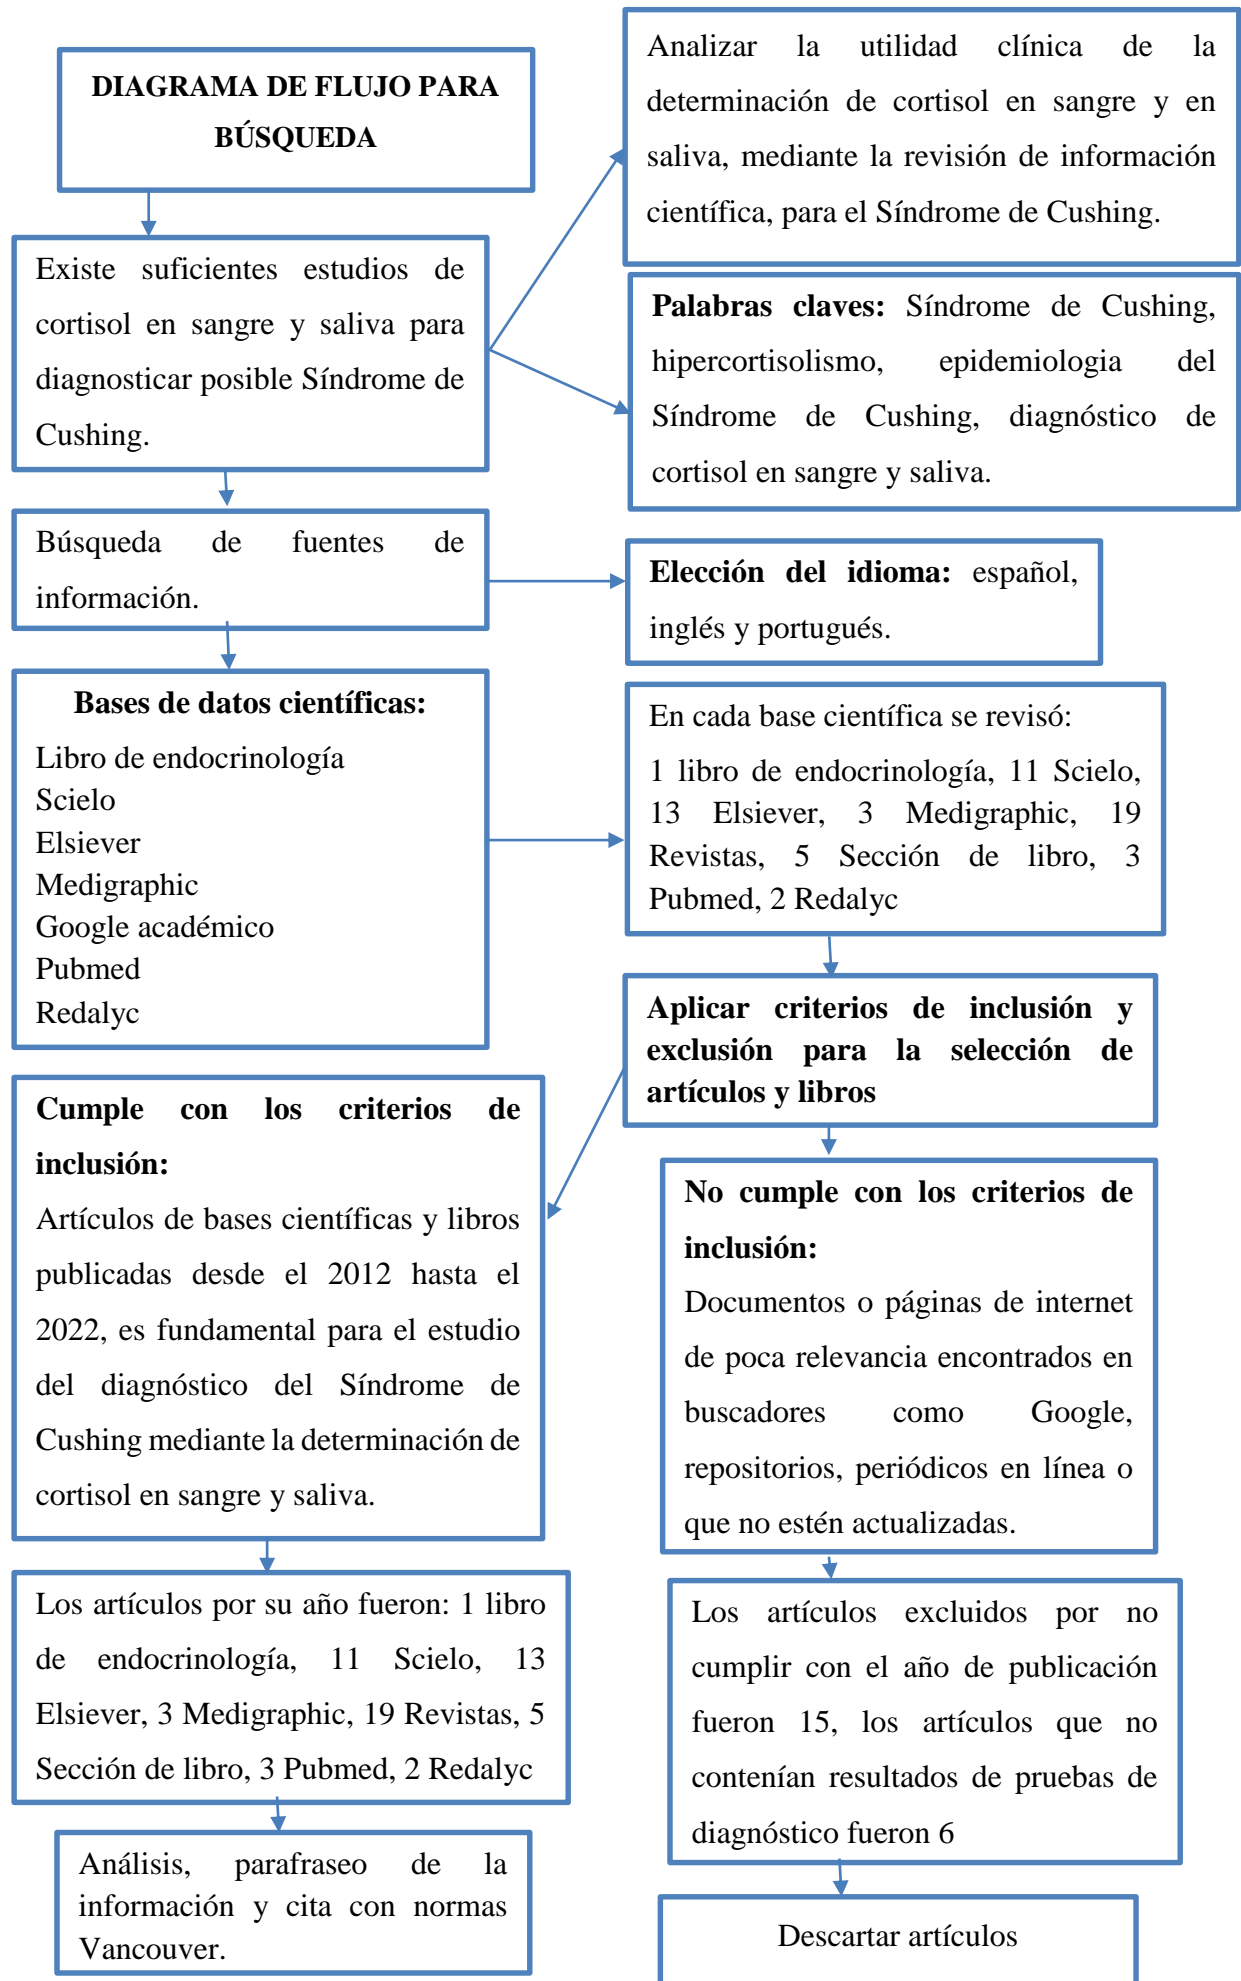 DIAGRAMA DE FLUJO PARA
BÚSQUEDA
Analizar la utilidad clínica de la
determinación de cortisol en sangre y en
saliva, mediante la revisión de información
científica, para el Síndrome de Cushing.
Existe suficientes estudios de
cortisol en sangre y saliva para
diagnosticar posible Síndrome de
Cushing.
Palabras claves: Síndrome de Cushing,
hipercortisolismo, epidemiologia del
Síndrome de Cushing, diagnóstico de
cortisol en sangre y saliva.
Búsqueda de fuentes de
información.
Elección del idioma: español,
inglés y portugués.
Bases de datos científicas:
Libro de endocrinología
Scielo
Elsiever
Medigraphic
Google académico
Pubmed
Redalyc
En cada base científica se revisó:
1 libro de endocrinología, 11 Scielo,
13 Elsiever, 3 Medigraphic, 19
Revistas, 5 Sección de libro, 3
Pubmed, 2 Redalyc
Aplicar criterios de inclusión y
exclusión para la selección de
artículos y libros
Cumple con los criterios de
inclusión:
Artículos de bases científicas y libros
publicadas desde el 2012 hasta el
2022, es fundamental para el estudio
del diagnóstico del Síndrome de
Cushing mediante la determinación de
cortisol en sangre y saliva.
No cumple con los criterios de
inclusión:
Documentos o páginas de internet
de poca relevancia encontrados en
buscadores como Google,
repositorios, periódicos en línea o
que no estén actualizadas.
Los artículos por su año fueron: 1 libro
de endocrinología, 11 Scielo, 13
Elsiever, 3 Medigraphic, 19 Revistas, 5
Sección de libro, 3 Pubmed, 2 Redalyc
Los artículos excluidos por no
cumplir con el año de publicación
fueron 15, los artículos que no
contenían resultados de pruebas de
diagnóstico fueron 6
Análisis, parafraseo de la
información y cita con normas
Vancouver.
Descartar artículos